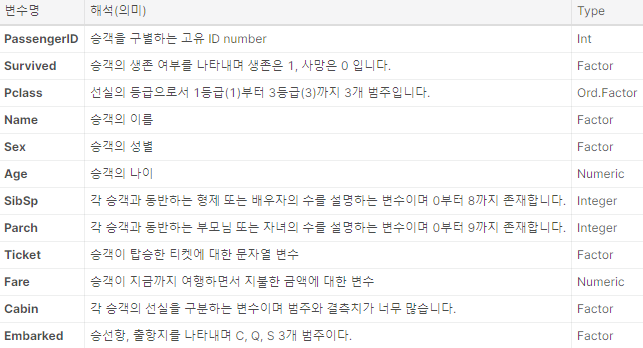 변수명 해석(의미) Type
PassengerID 승객을 구별하는 고유 ID number Int
Survived 승객의 생존 여부를 나타내며 생존은 1, 사망은 0 입니다. Factor
Pclass 선실의 등급으로서 1등급(1)부터 3등급(3)까지 3개 범주입니다. Ord.Factor
Name 승객의 이름 Factor
Sex 승객의 성별 Factor
Age 승객의 나이 Numeric
SibSp 각 승객과 동반하는 형제 또는 배우자의 수를 설명하는 변수이며 0부터 8까지 존재합니다. Integer
Parch 각 승객과 동반하는 부모님 또는 자녀의 수를 설명하는 변수이며 0부터 9까지 존재합니다. Integer
Ticket 승객이 탑승한 티켓에 대한 문자열 변수 Factor
Fare 승객이 지금까지 여행하면서 지불한 금액에 대한 변수 Numeric
Cabin 각 승객의 선실을 구분하는 변수이며 범주와 결측치가 너무 많습니다. Factor
Embarked 승선항, 출항지를 나타내며 C, Q, S 3개 범주이다. Factor